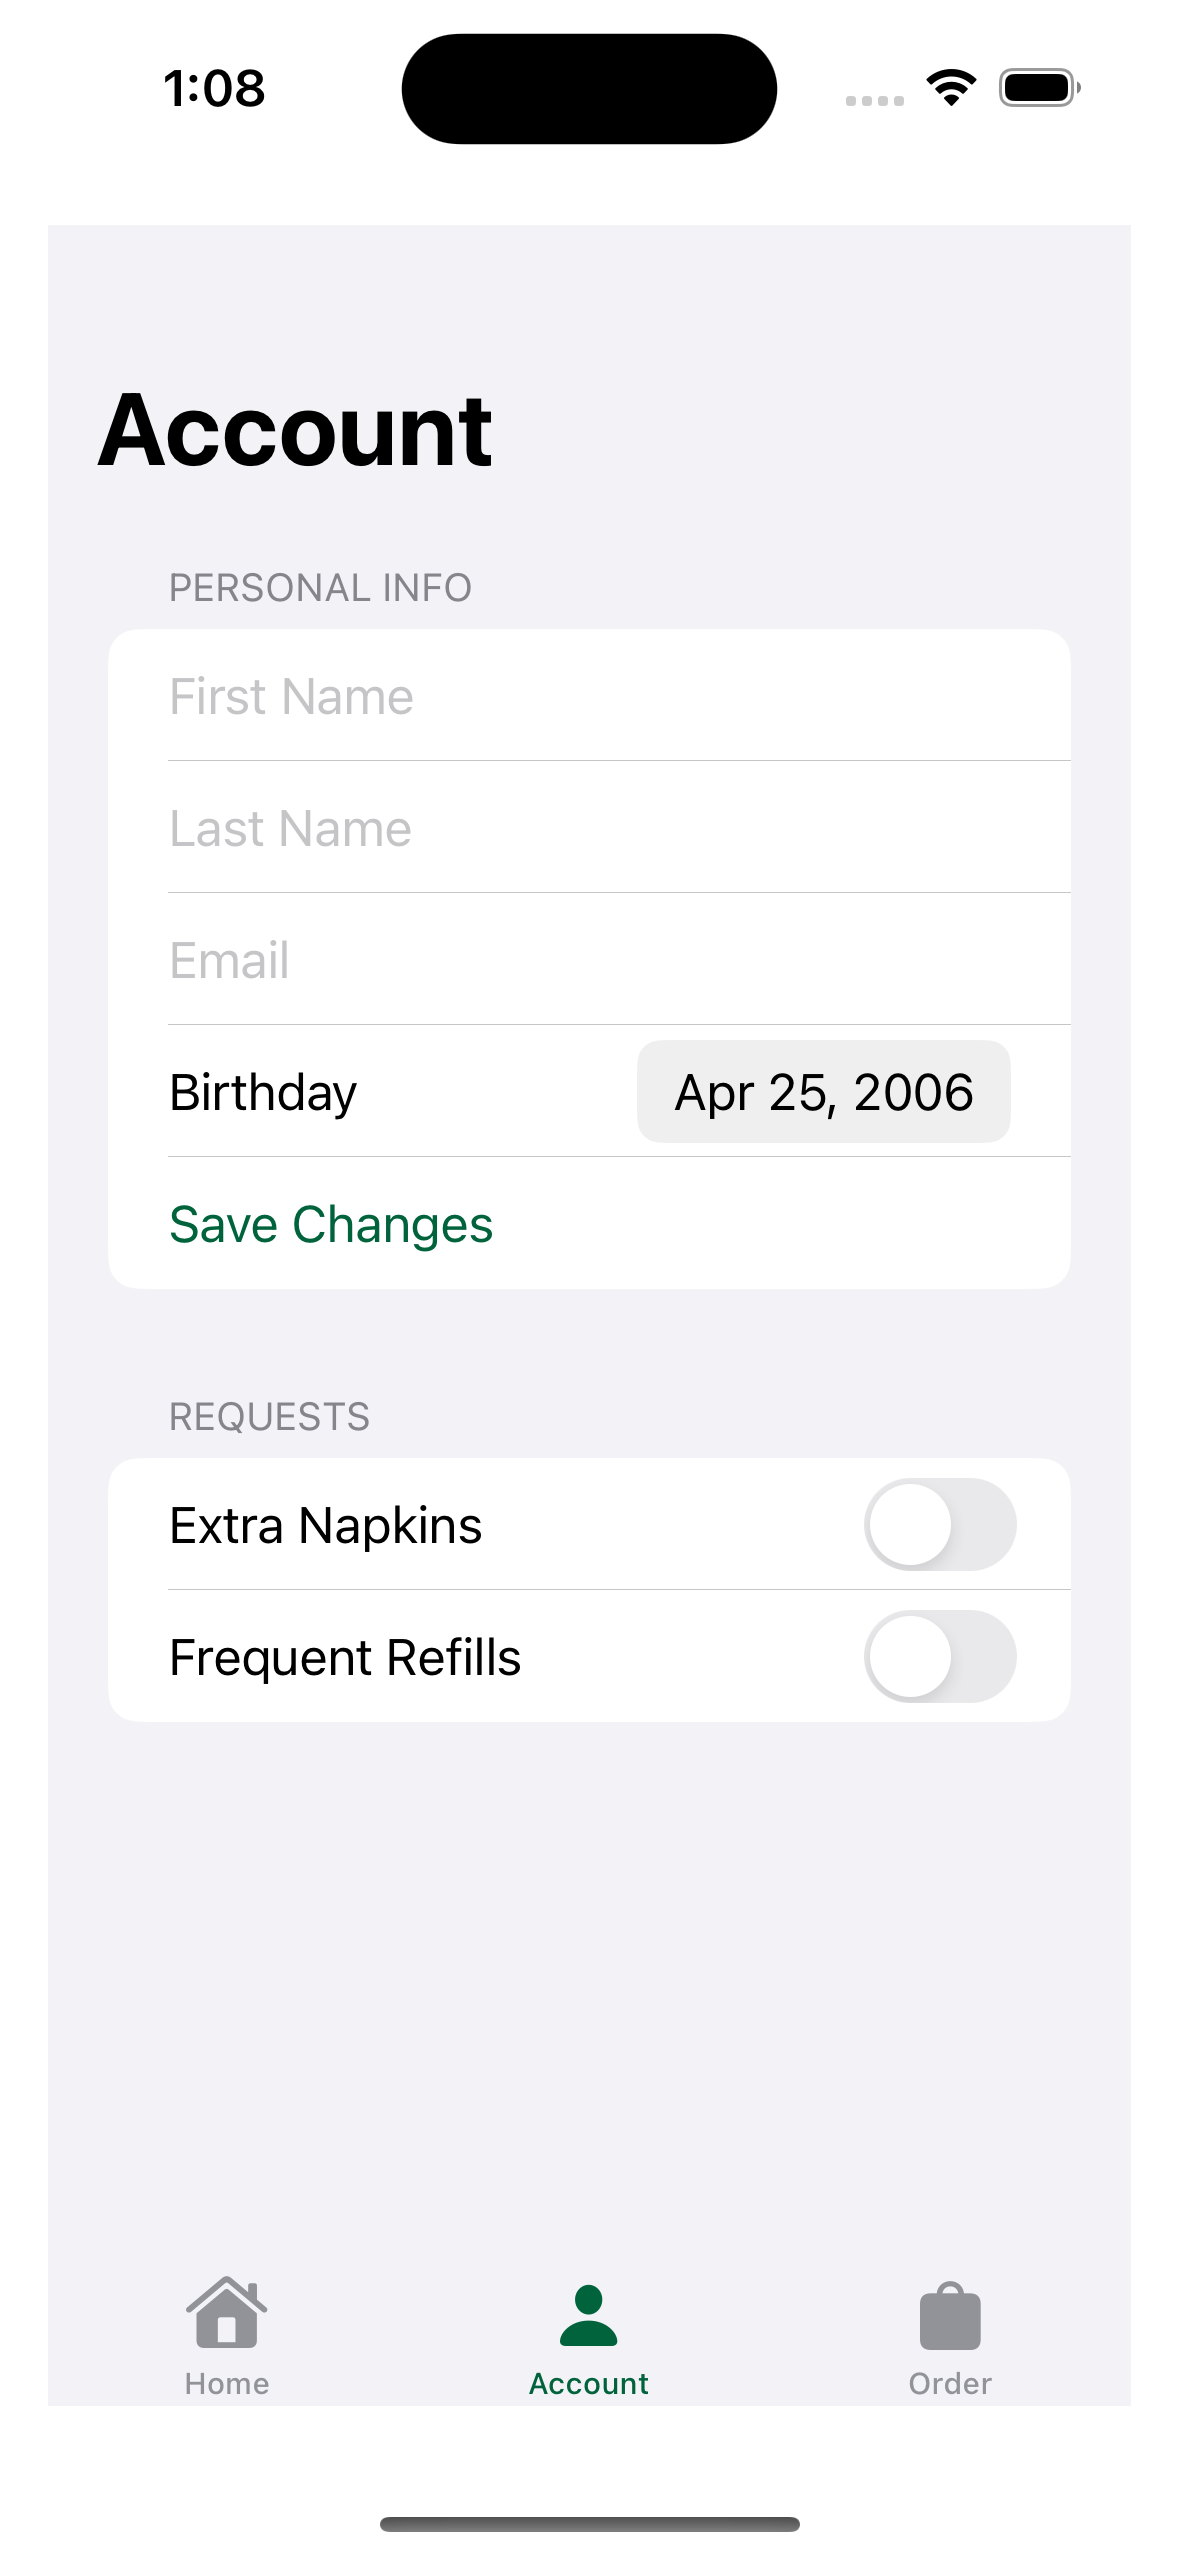 1:08
Account
PERSONAL INFO
First Name
Last Name
Email
Birthday Apr 25, 2006
Save Changes
REQUESTS
Extra Napkins
Frequent Refills
Home Account Order